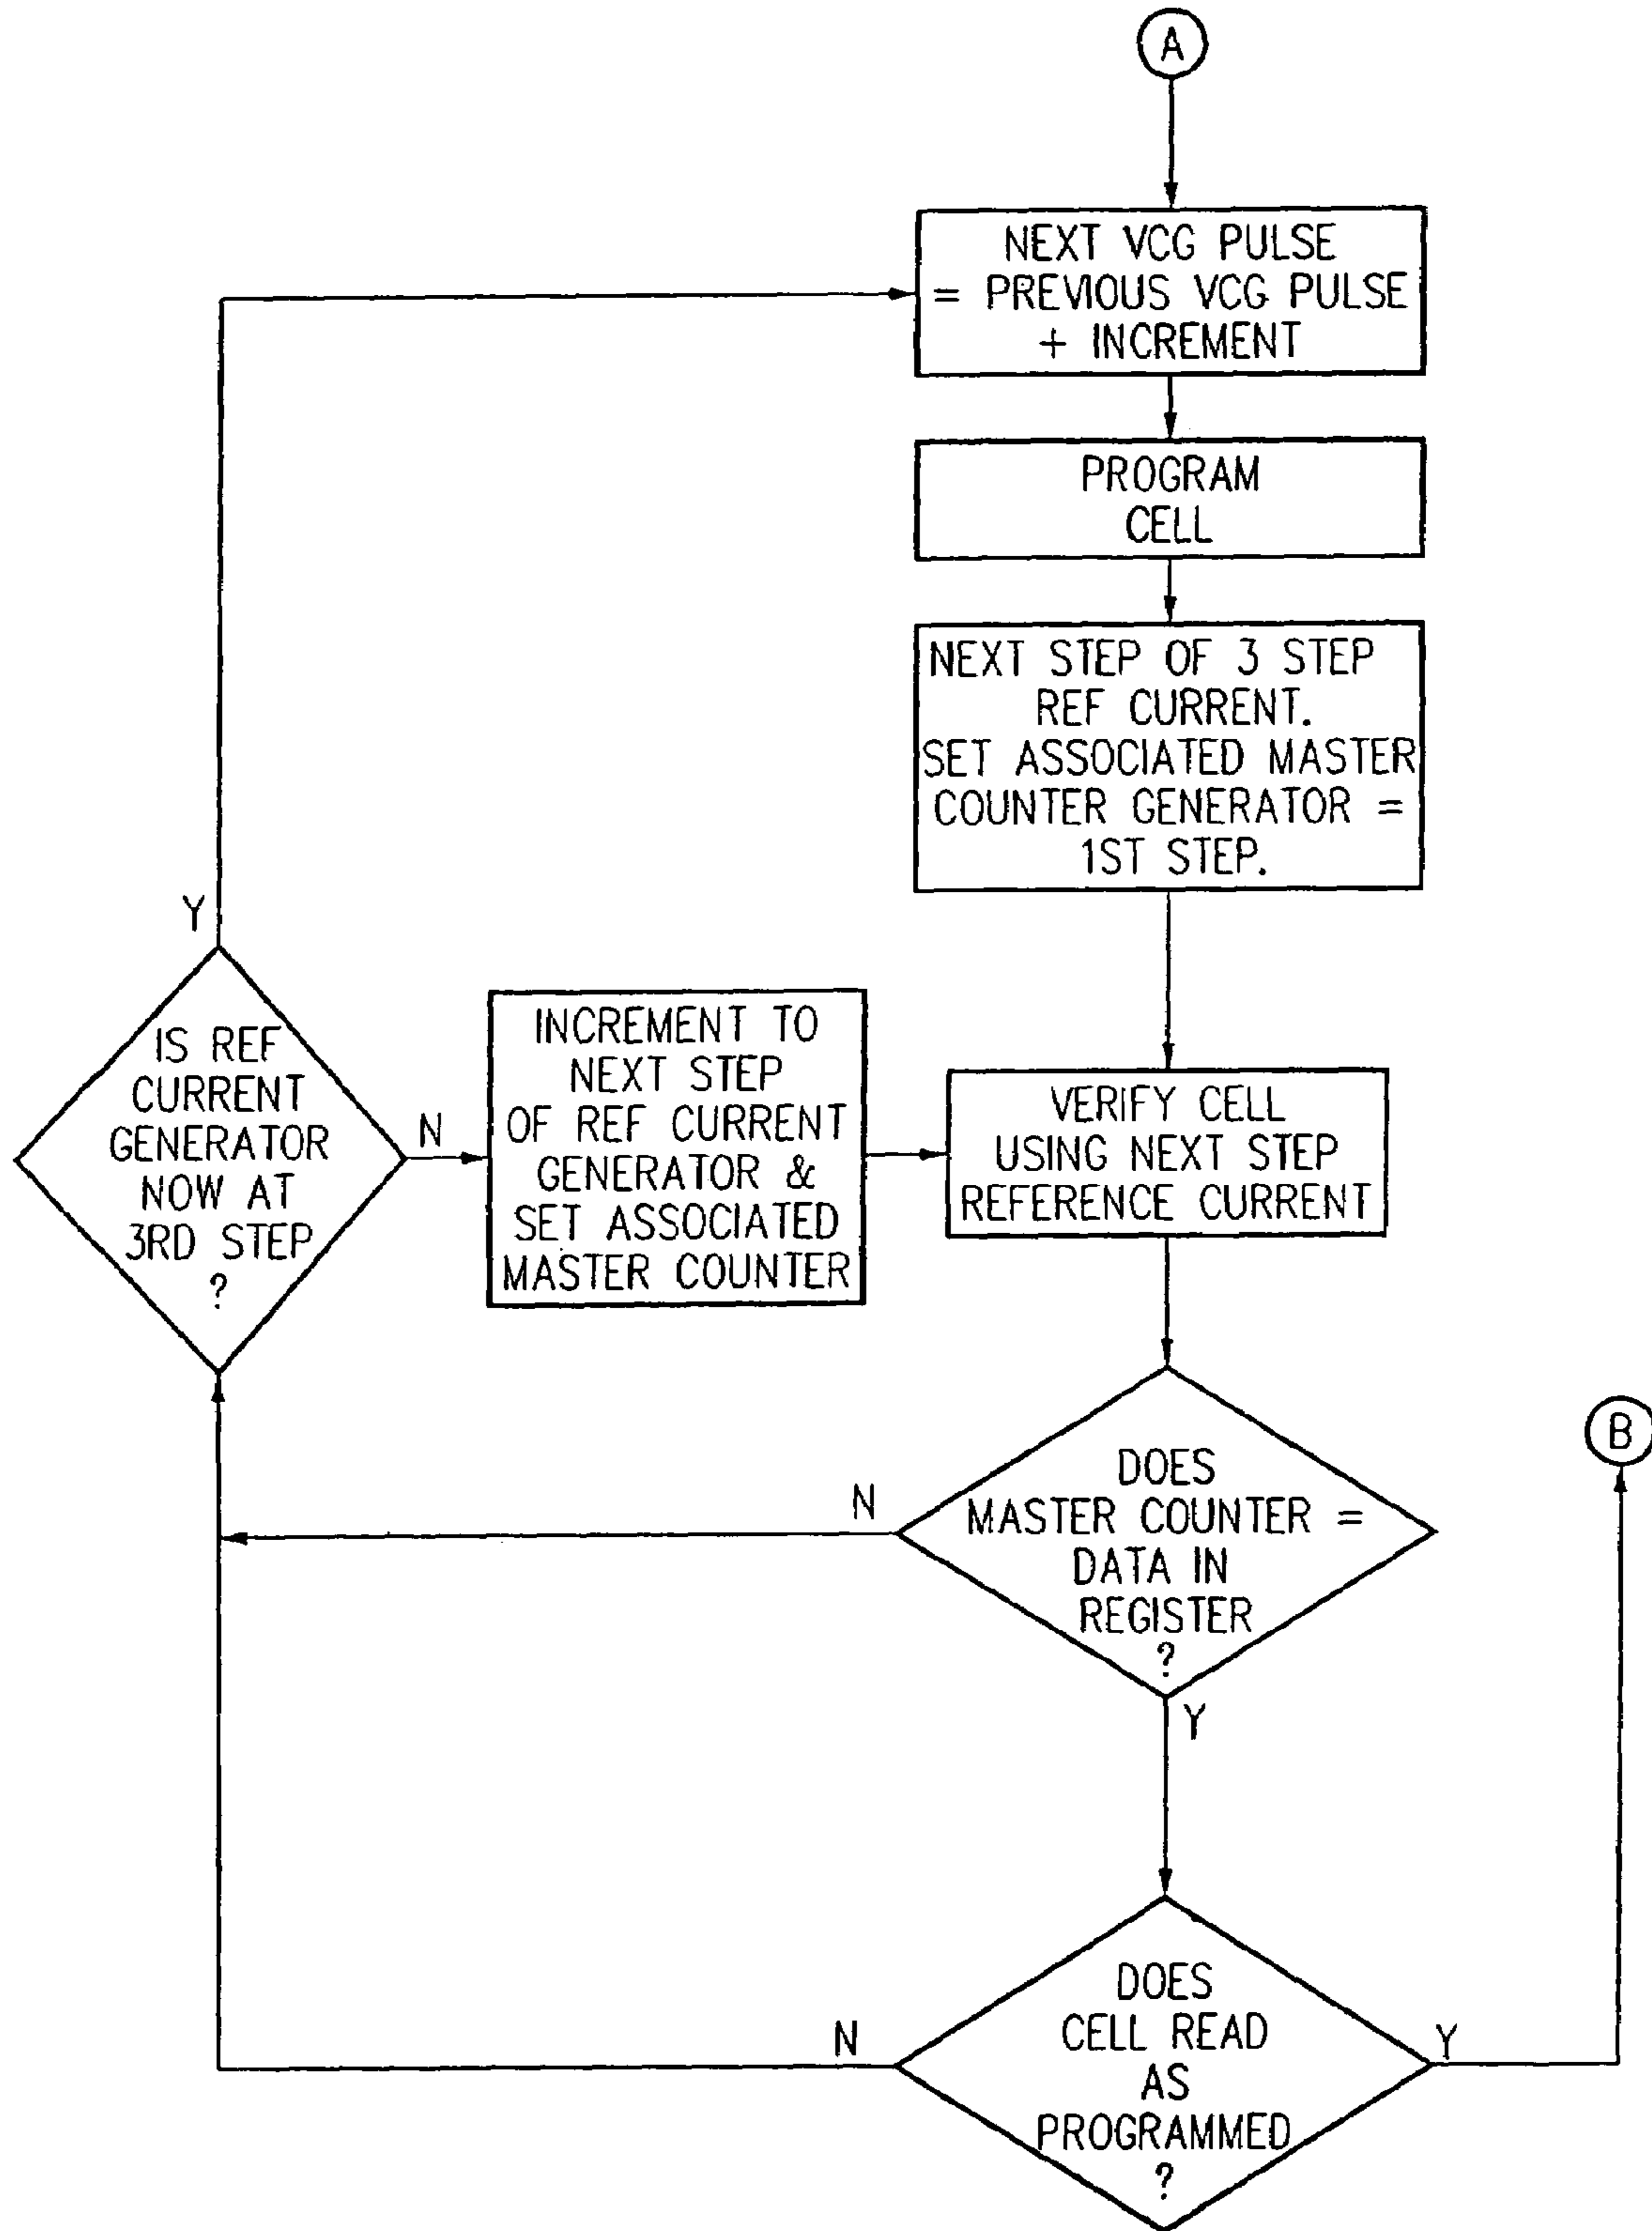 A
NEXT VCG PULSE
= PREVIOUS VCG PULSE
+ INCREMENT
PROGRAM
CELL
NEXT STEP OF 3 STEP
REF CURRENT.
SET ASSOCIATED MASTER
COUNTER GENERATOR =
1ST STEP.
Y
IS REF
CURRENT
GENERATOR
NOW AT
3RD STEP
?
N
INCREMENT TO
NEXT STEP
OF REF CURRENT
GENERATOR &
SET ASSOCIATED
MASTER COUNTER
VERIFY CELL
USING NEXT STEP
REFERENCE CURRENT
B
N
DOES
MASTER COUNTER =
DATA IN
REGISTER
?
Y
N
DOES
CELL READ
AS
PROGRAMMED
?
Y